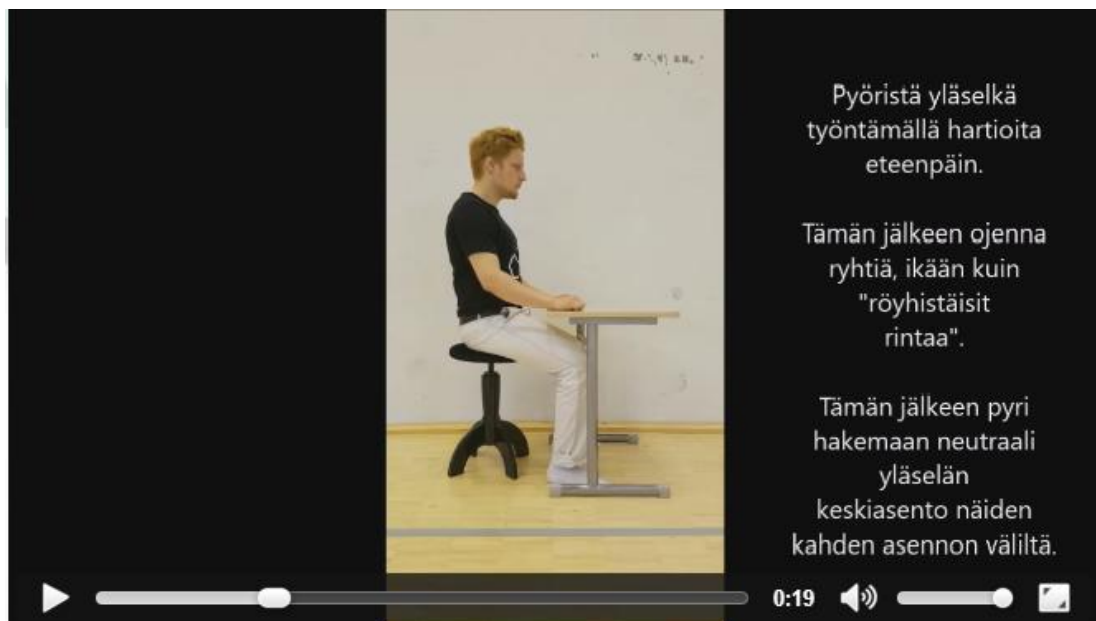 Pyöristä yläselkä
työntämällä hartioita
eteenpäin.
Tämän jälkeen ojenna
ryhtiä, ikään kuin
"röyhistäisit
rintaa".
Tämän jälkeen pyri
hakemaan neutraali
yläselän
keskiasento näiden
kahden asennon väliltä.
0:19